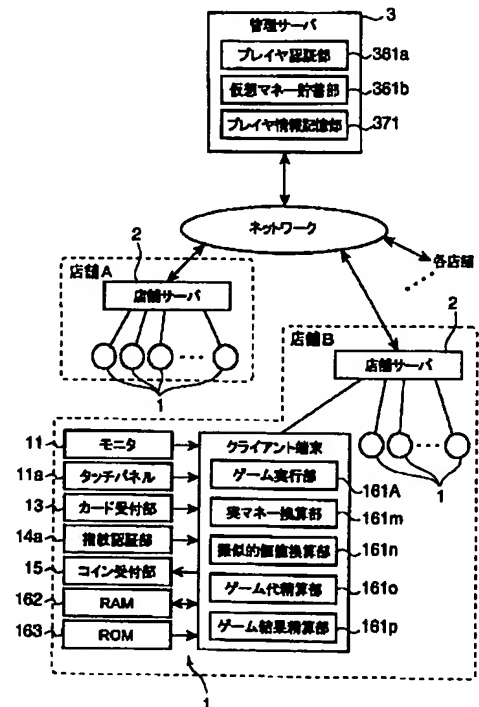 3
管理サーバ
プレイヤ認証部
361a
仮想マネー貯蓄部
361b
プレイヤ情報記憶部
371
ネットワーク
各店舗
店舗A
2
店舗サーバ
1
店舗B
2
店舗サーバ
1
11
モニタ
11a
タッチパネル
13
カード受付部
14a
指紋認証部
15
コイン受付部
162
RAM
163
ROM
クライアント端末
ゲーム実行部
161A
実マネー換算部
161m
擬似的価値換算部
161n
ゲーム代精算部
161o
ゲーム結果精算部
161p
1